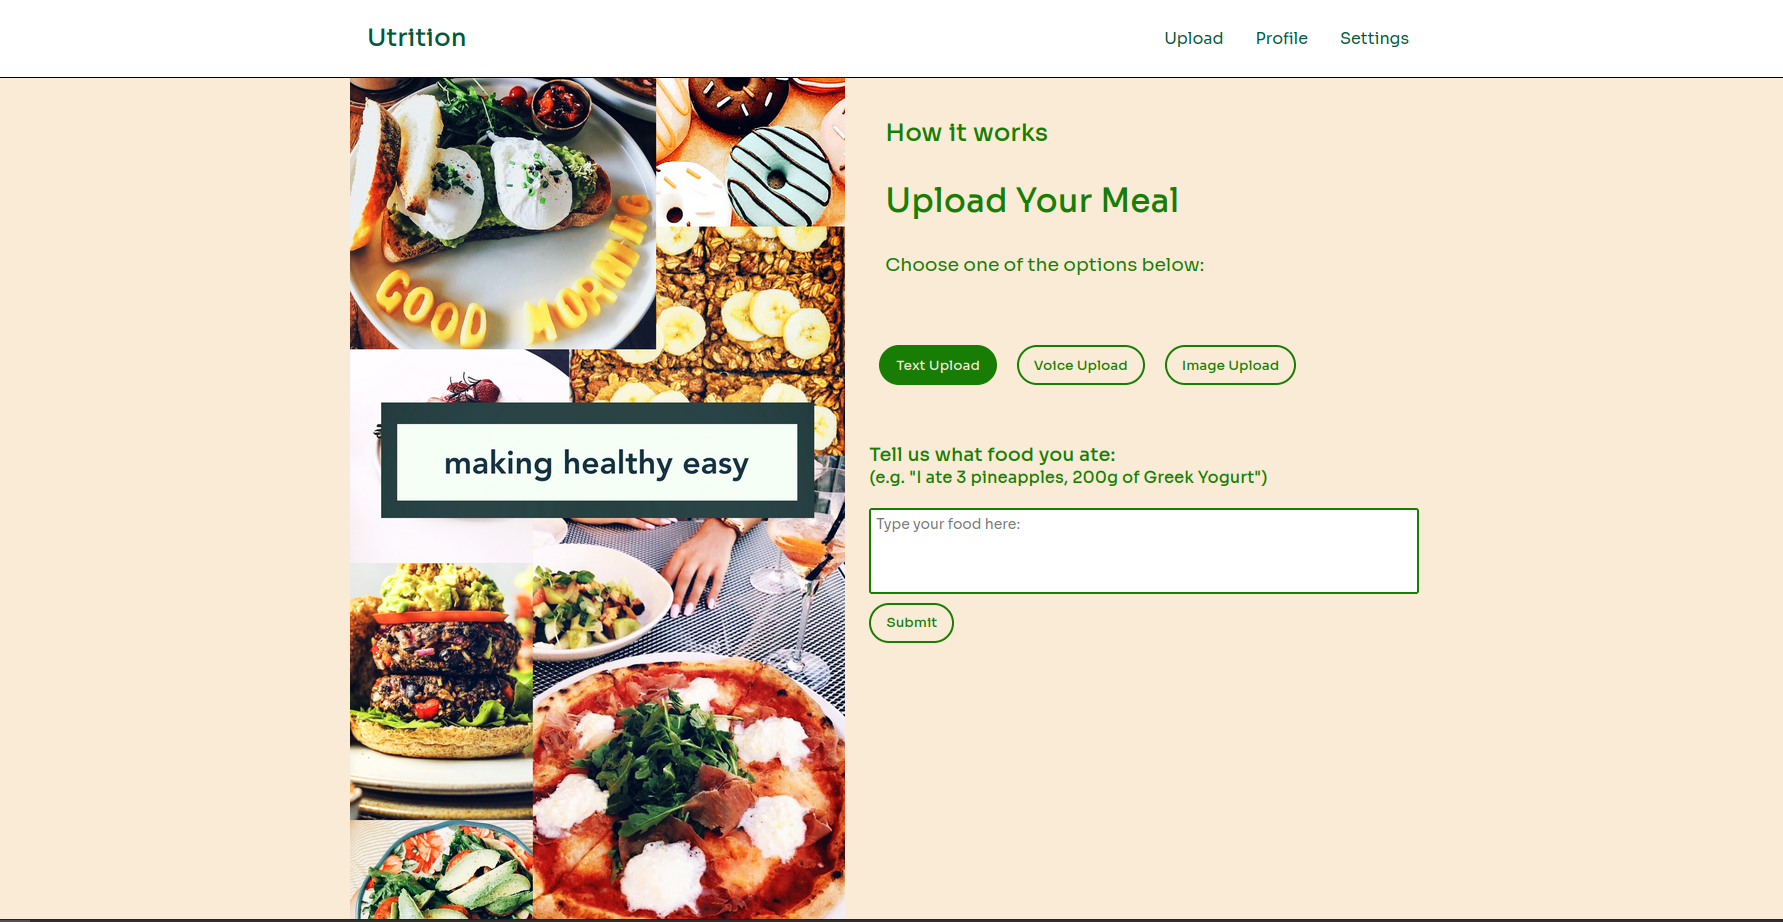 Utrition
Upload Profile Settings
GOOD MORNING
making healthy easy
How it works
Upload Your Meal
Choose one of the options below:
Text Upload Voice Upload Image Upload
Tell us what food you ate:
(e.g. "I ate 3 pineapples, 200g of Greek Yogurt")
Type your food here:
Submit